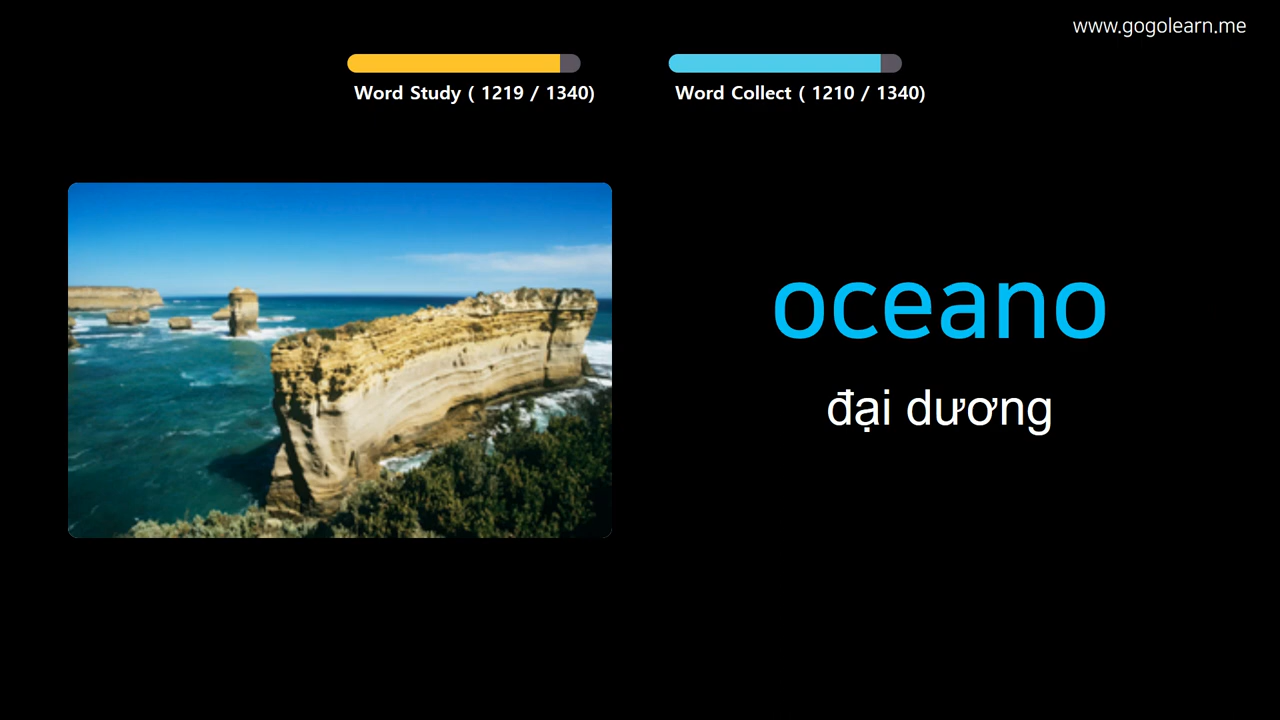 www.gogolearn.me
Word Study ( 1219 / 1340)
Word Collect ( 1210 / 1340)
oceano
đại dương